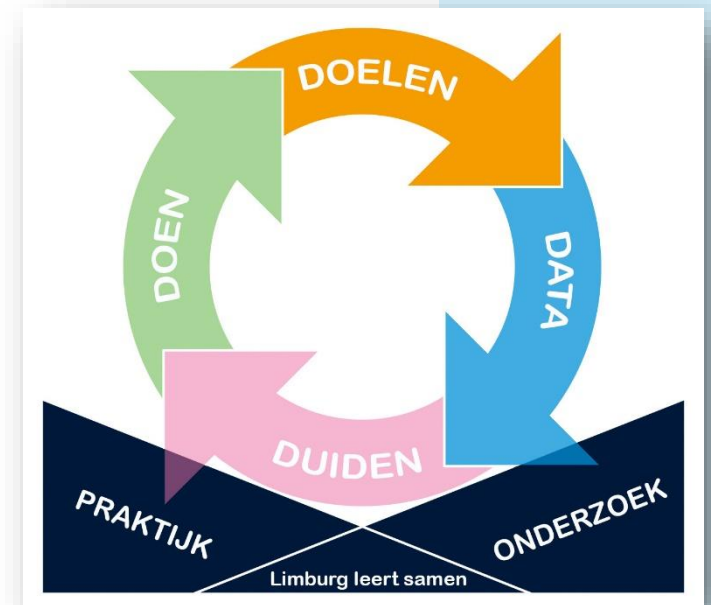 DOELEN
DATA
DUIDEN
DOEN
PRAKTIJK
ONDERZOEK
Limburg leert samen